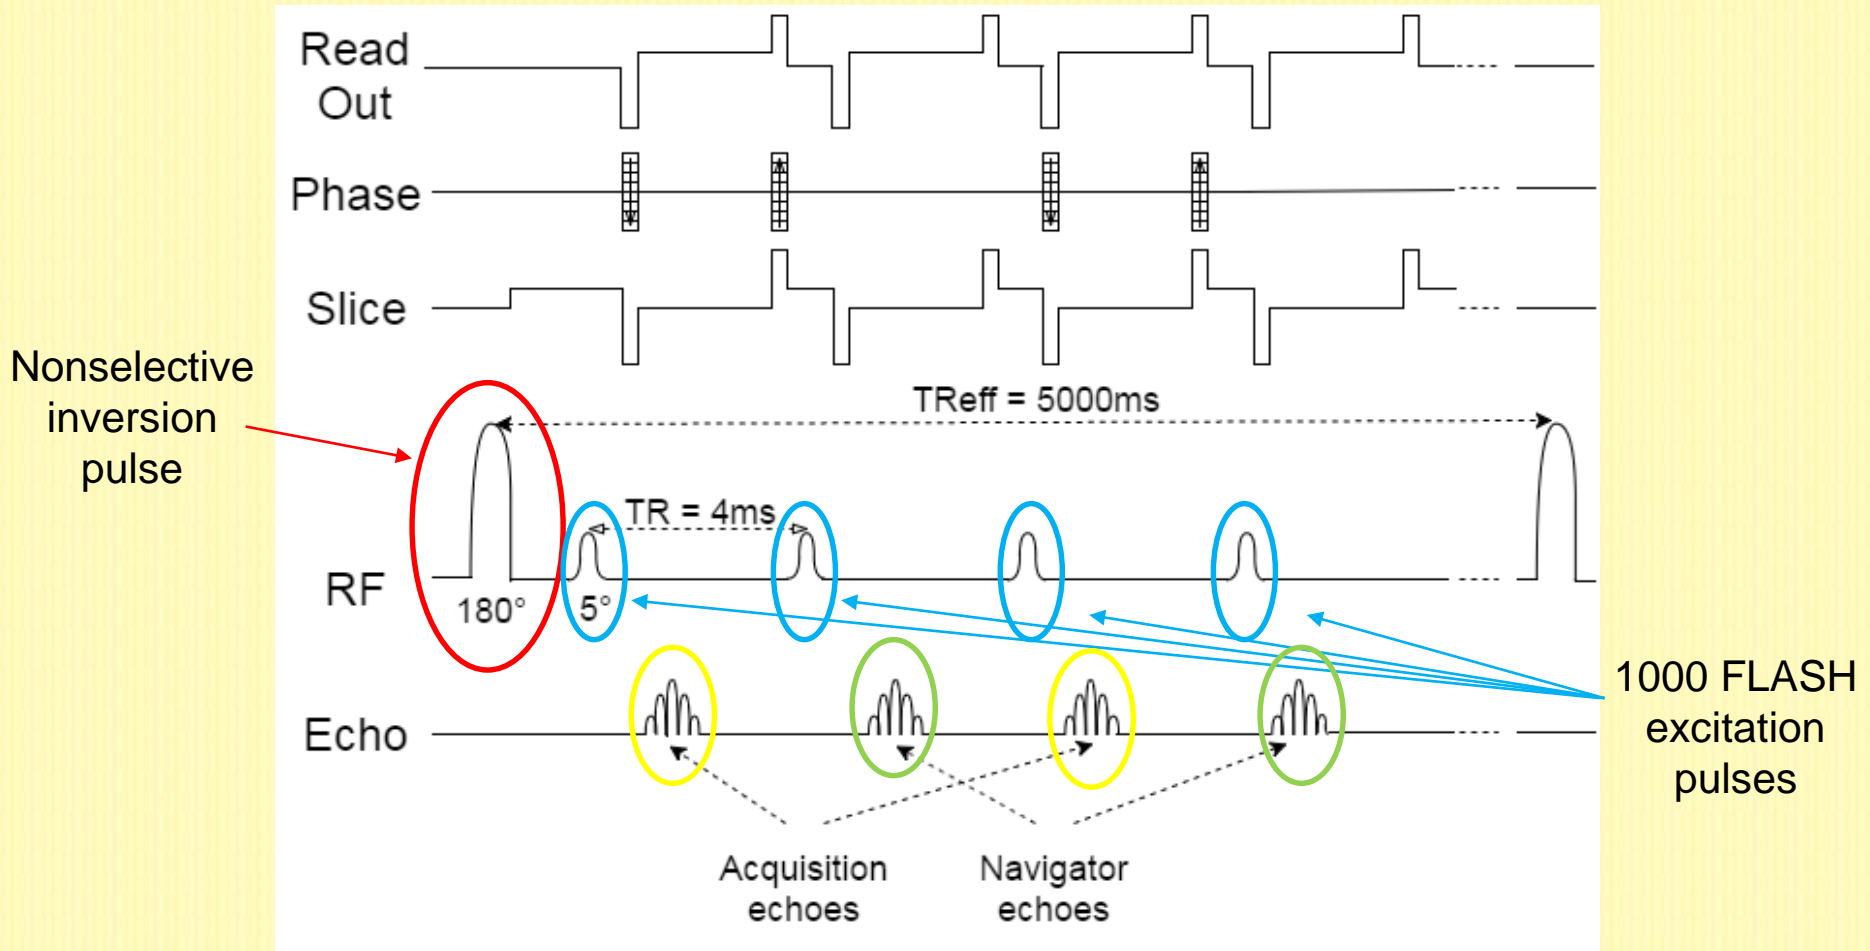 Read
Out
Phase
Slice
Nonselective
inversion
pulse
TReff = 5000ms
TR = 4ms
RF
180°
5°
1000 FLASH
excitation
pulses
Echo
Acquisition
echoes
Navigator
echoes